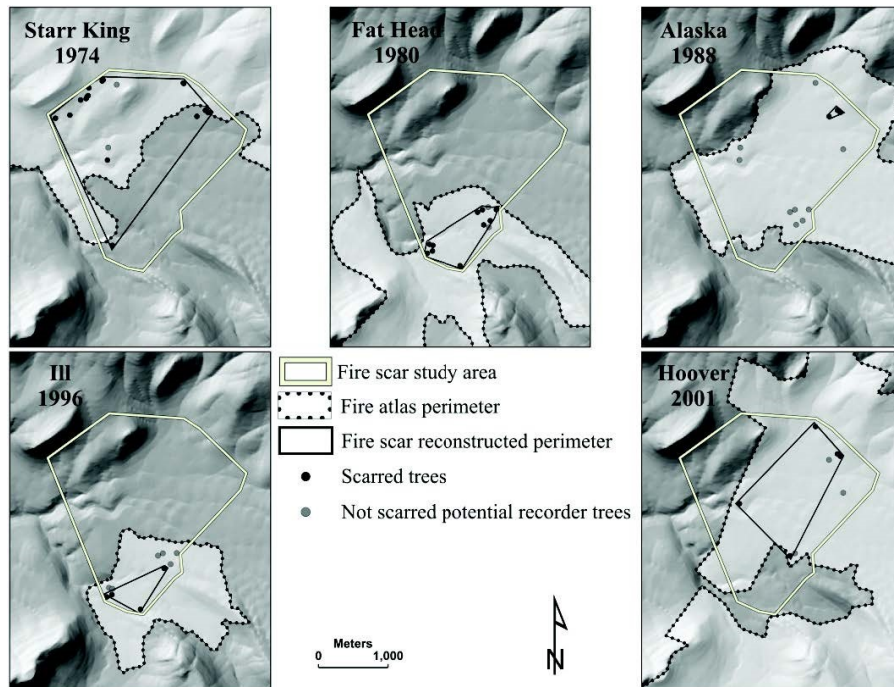 Starr King
1974
Fat Head
1980
Alaska
1988
Ill
1996
Fire scar study area
Fire atlas perimeter
Fire scar reconstructed perimeter
Scarred trees
Not scarred potential recorder trees
Meters
0 1,000
N
Hoover
2001